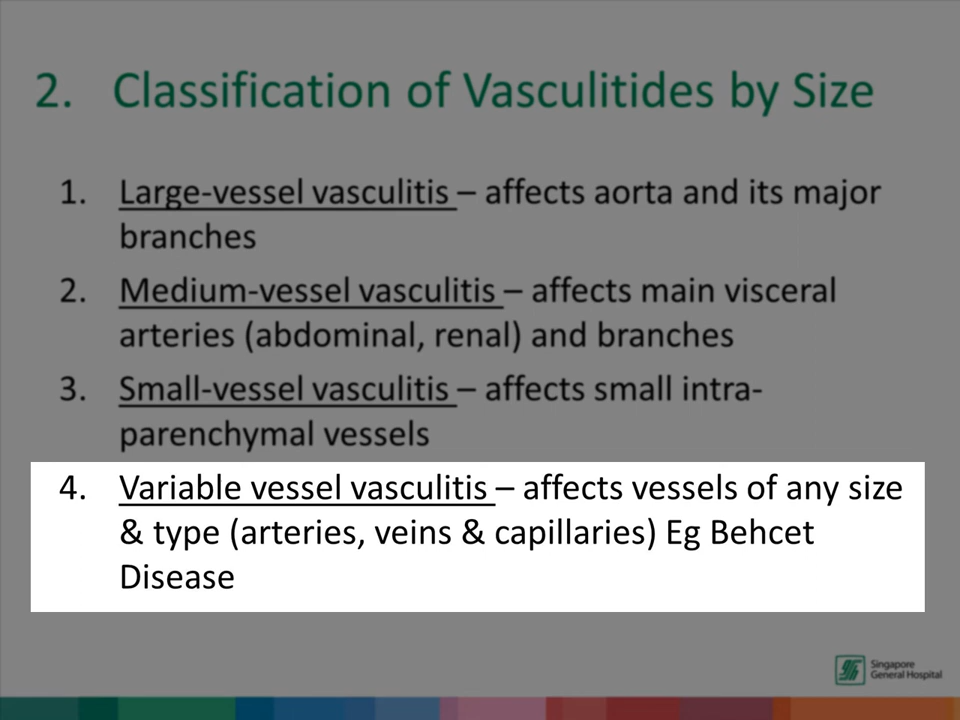 2. Classification of Vasculitides by Size
1. Large-vessel vasculitis – affects aorta and its major
branches
2. Medium-vessel vasculitis – affects main visceral
arteries (abdominal, renal) and branches
3. Small-vessel vasculitis – affects small intra-
parenchymal vessels
4. Variable vessel vasculitis – affects vessels of any size
& type (arteries, veins & capillaries) Eg Behcet
Disease
Singapore
General Hospital